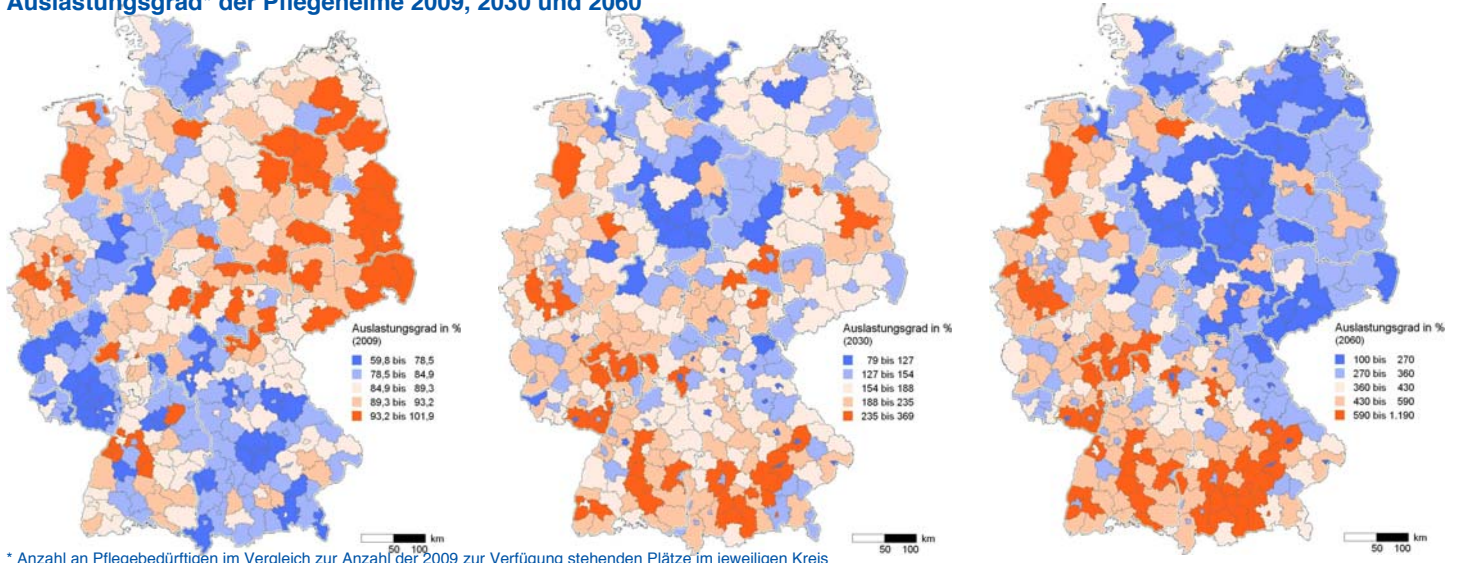 Auslastungsgrad* der Pflegeheime 2009, 2030 und 2060
Auslastungsgrad in %
(2009)
59,8 bis 78,5
78,5 bis 84,9
84,9 bis 89,3
89,3 bis 93,2
93,2 bis 101,9
km
50 100
Auslastungsgrad in %
(2030)
79 bis 127
127 bis 154
154 bis 188
188 bis 235
235 bis 369
km
50 100
Auslastungsgrad in %
(2060)
100 bis 270
270 bis 360
360 bis 430
430 bis 590
590 bis 1.190
km
50 100
* Anzahl an Pflegebedürftigen im Vergleich zur Anzahl der 2009 zur Verfügung stehenden Plätze im jeweiligen Kreis